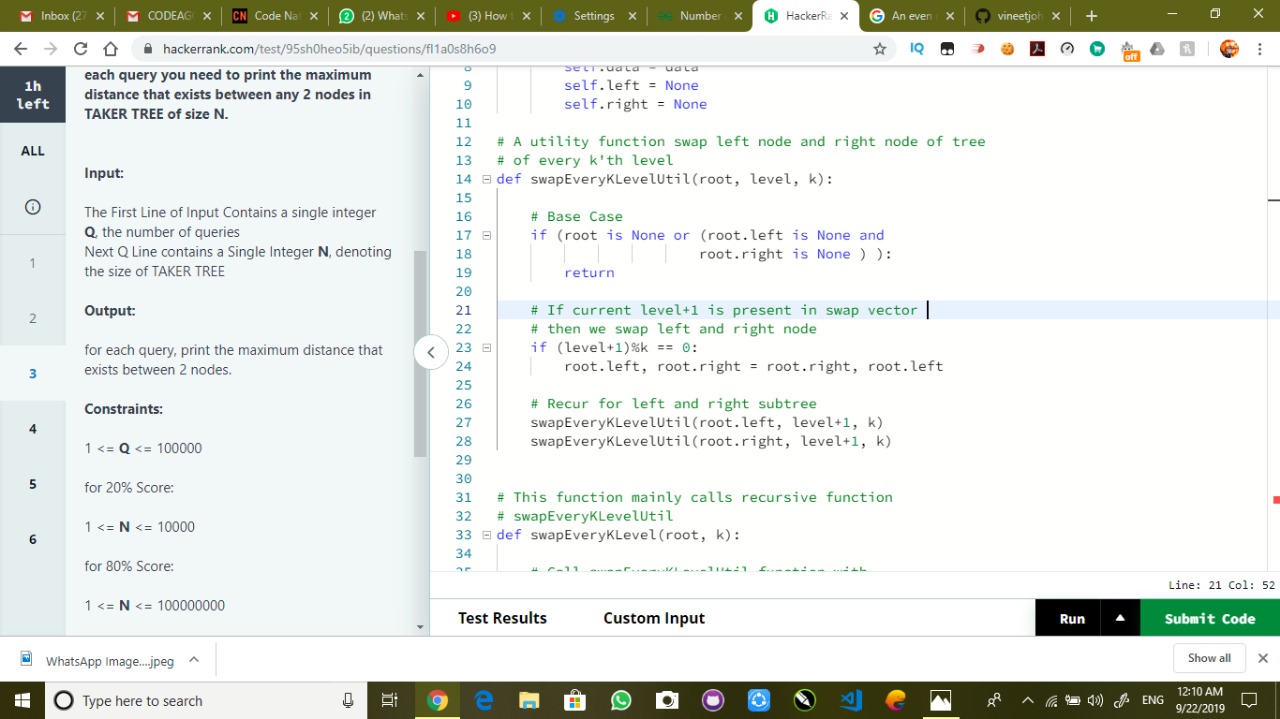 Inbox (27
CODEAG
CN Code Nat
(2) Whats
(3) How t
Settings
Number
HackerRa
An even
vineetjoh
hackerrank.com/test/95sh0heo5ib/questions/fl1a0s8h6o9
IQ
off
1h
left
ALL
1
2
3
4
5
6
each query you need to print the maximum
distance that exists between any 2 nodes in
TAKER TREE of size N.
Input:
The First Line of Input Contains a single integer
Q, the number of queries
Next Q Line contains a Single Integer N, denoting
the size of TAKER TREE
Output:
for each query, print the maximum distance that
exists between 2 nodes.
Constraints:
1 <= Q <= 100000
for 20% Score:
1 <= N <= 10000
for 80% Score:
1 <= N <= 100000000
8 self.data = data
9 self.left = None
10 self.right = None
11
12 # A utility function swap left node and right node of tree
13 # of every k'th level
14 def swapEveryKLevelUtil(root, level, k):
15
16 # Base Case
17 if (root is None or (root.left is None and
18 root.right is None ) ):
19 return
20
21 # If current level+1 is present in swap vector
22 # then we swap left and right node
23 if (level+1)%k == 0:
24 root.left, root.right = root.right, root.left
25
26 # Recur for left and right subtree
27 swapEveryKLevelUtil(root.left, level+1, k)
28 swapEveryKLevelUtil(root.right, level+1, k)
29
30
31 # This function mainly calls recursive function
32 # swapEveryKLevelUtil
33 def swapEveryKLevel(root, k):
34
35 # Call swapEveryKLevelUtil function with
Line: 21 Col: 52
Test Results
Custom Input
Run
Submit Code
WhatsApp Image....jpeg
Show all
Type here to search
ENG
12:10 AM
9/22/2019